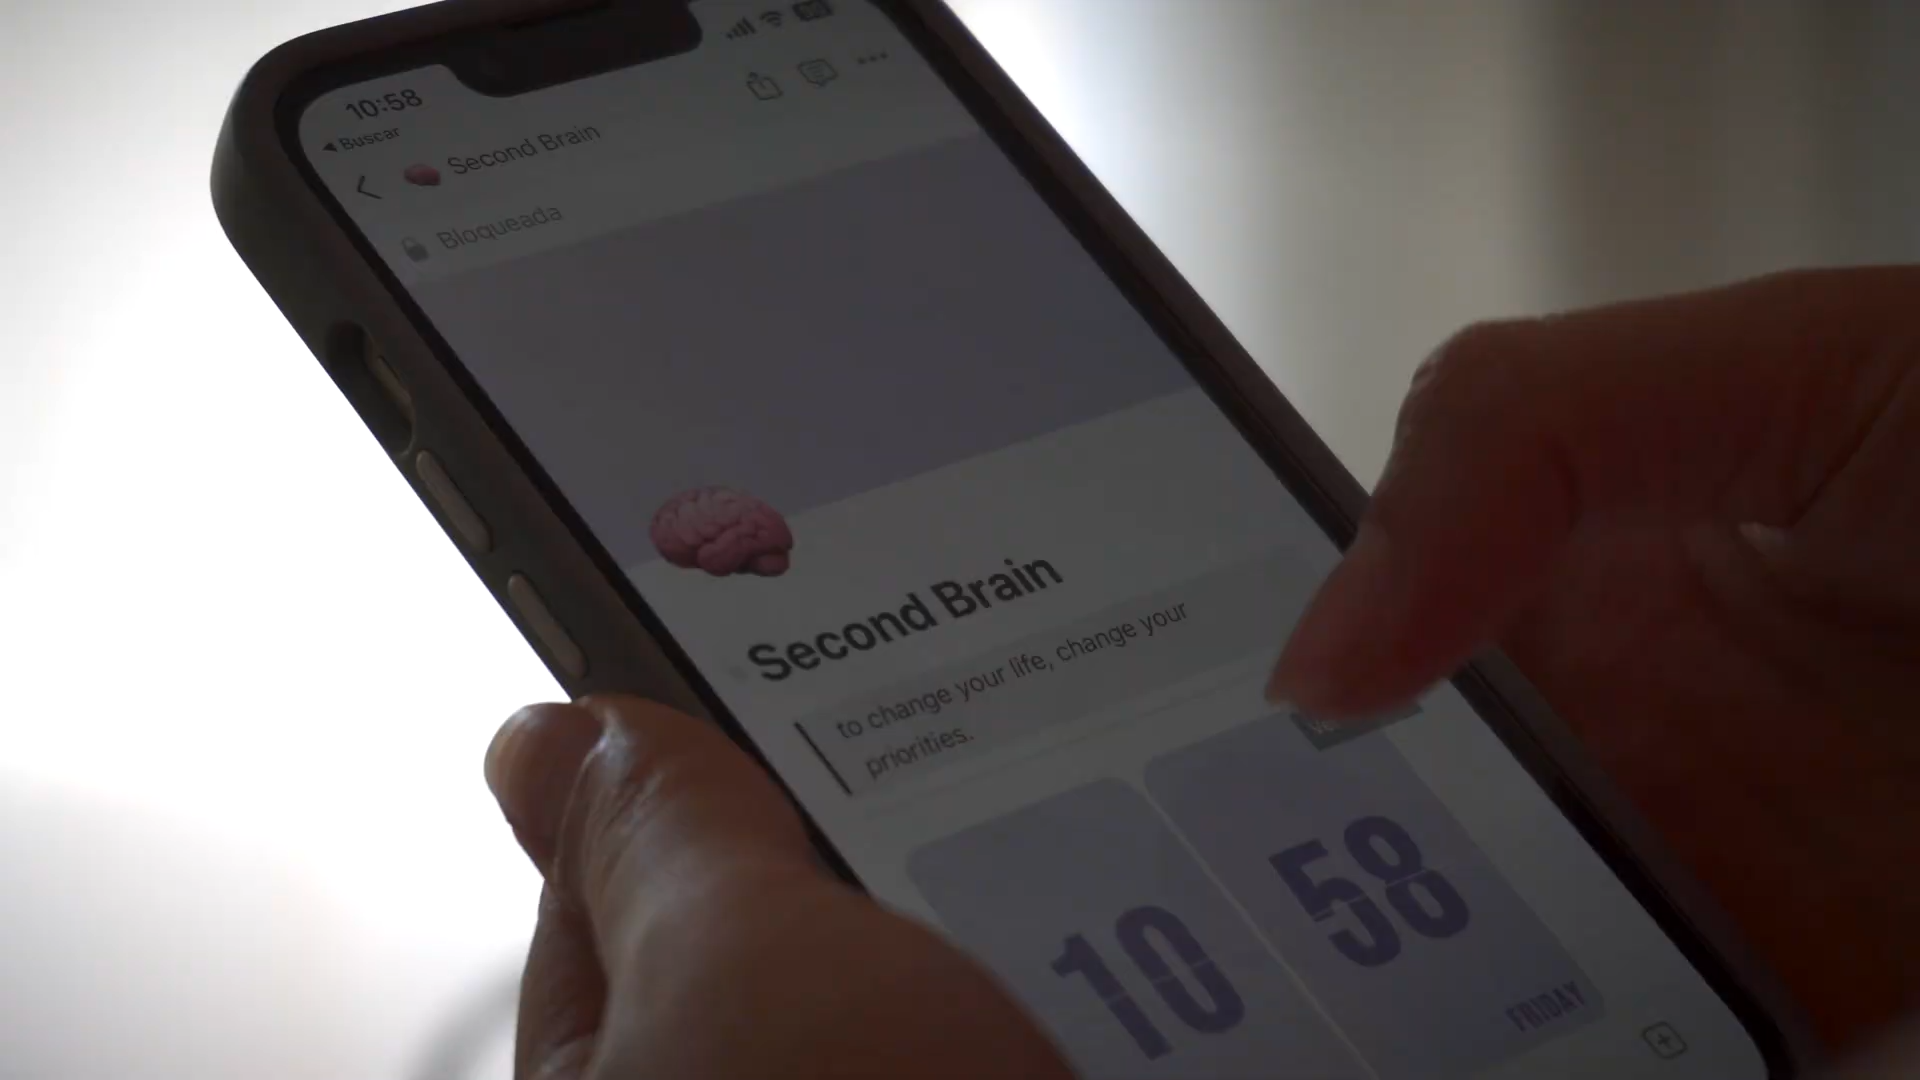 10:58
Buscar
Second Brain
Bloqueada
Second Brain
to change your life, change your
priorities.
10
58
FRIDAY